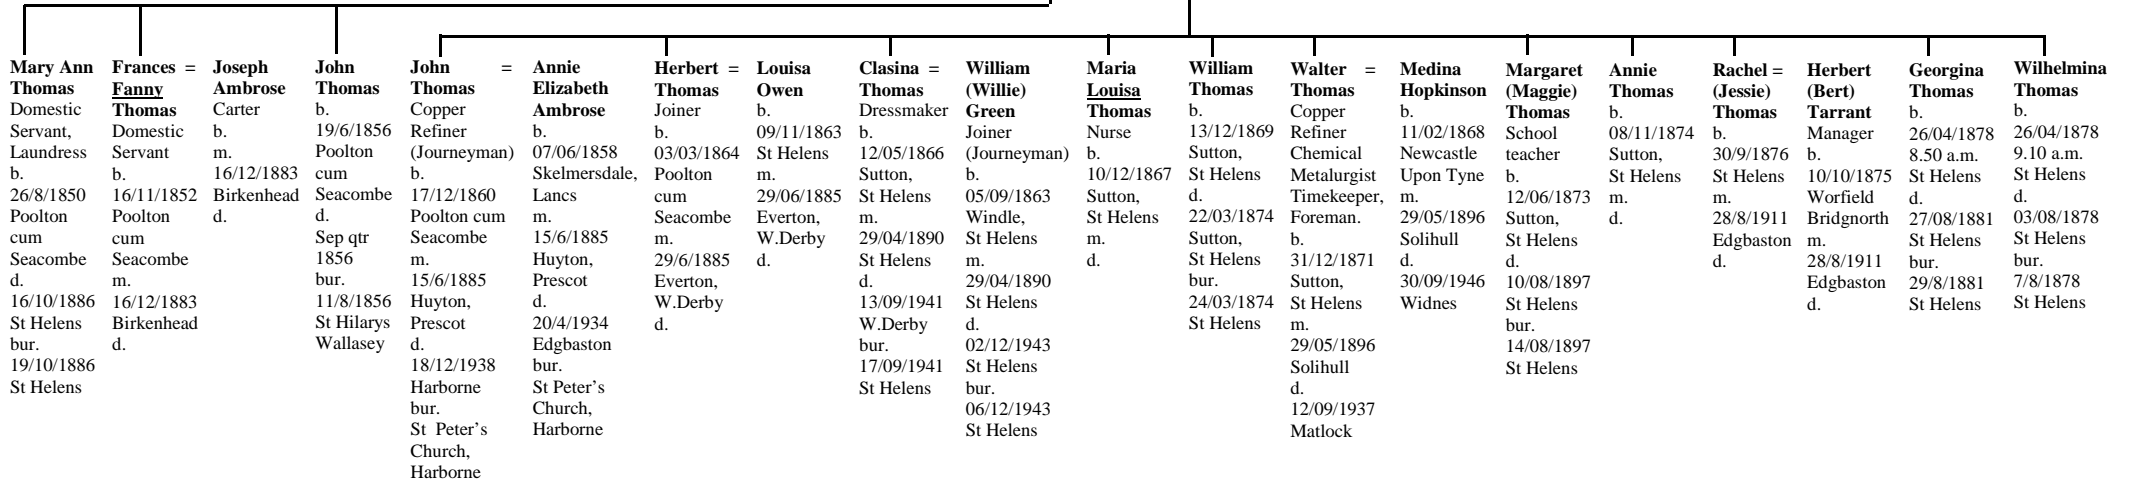 Mary Ann
Thomas
Domestic
Servant,
Laundress
b.
26/8/1850
Poolton
cum
Seacombe
d.
16/10/1886
St Helens
bur.
19/10/1886
St Helens
Frances =
Fanny
Thomas
Domestic
Servant
b.
16/11/1852
Poolton
cum
Seacombe
m.
16/12/1883
Birkenhead
d.
Joseph
Ambrose
Carter
b.
m.
16/12/1883
Birkenhead
d.
John
Thomas
b.
19/6/1856
Poolton
cum
Seacombe
d.
Sep qtr
1856
bur.
11/8/1856
St Hilarys
Wallasey
John =
Thomas
Copper
Refiner
(Journeyman)
b.
17/12/1860
Poolton cum
Seacombe
m.
15/6/1885
Huyton,
Prescot
d.
18/12/1938
Harborne
bur.
St Peter's
Church,
Harborne
Annie
Elizabeth
Ambrose
b.
07/06/1858
Skelmersdale,
Lancs
m.
15/6/1885
Huyton,
Prescot
d.
20/4/1934
Edgbaston
bur.
St Peter's
Church,
Harborne
Herbert =
Thomas
Joiner
b.
03/03/1864
Poolton
cum
Seacombe
m.
29/6/1885
Everton,
W.Derby
d.
Louisa
Owen
b.
09/11/1863
St Helens
m.
29/06/1885
Everton,
W.Derby
d.
Clasina =
Thomas
Dressmaker
b.
12/05/1866
Sutton,
St Helens
m.
29/04/1890
St Helens
d.
13/09/1941
W.Derby
bur.
17/09/1941
St Helens
William
(Willie)
Green
Joiner
(Journeyman)
b.
05/09/1863
Windle,
St Helens
m.
29/04/1890
St Helens
d.
02/12/1943
St Helens
bur.
06/12/1943
St Helens
Maria
Louisa
Thomas
Nurse
b.
10/12/1867
Sutton,
St Helens
m.
d.
William
Thomas
b.
13/12/1869
Sutton,
St Helens
d.
22/03/1874
Sutton,
St Helens
bur.
24/03/1874
St Helens
Walter =
Thomas
Copper
Refiner
Chemical
Metalurgist
Timekeeper,
Foreman.
b.
31/12/1871
Sutton,
St Helens
m.
29/05/1896
Solihull
d.
12/09/1937
Matlock
Medina
Hopkinson
b.
11/02/1868
Newcastle
Upon Tyne
m.
29/05/1896
Solihull
d.
30/09/1946
Widnes
Margaret
(Maggie)
Thomas
School
teacher
b.
12/06/1873
Sutton,
St Helens
d.
10/08/1897
St Helens
bur.
14/08/1897
St Helens
Annie
Thomas
b.
08/11/1874
Sutton,
St Helens
m.
d.
Rachel =
(Jessie)
Thomas
b.
30/9/1876
St Helens
m.
28/8/1911
Edgbaston
d.
Herbert
(Bert)
Tarrant
Manager
b.
10/10/1875
Worfield
Bridgnorth
m.
28/8/1911
Edgbaston
d.
Georgina
Thomas
b.
26/04/1878
8.50 a.m.
St Helens
d.
27/08/1881
St Helens
bur.
29/8/1881
St Helens
Wilhelmina
Thomas
b.
26/04/1878
9.10 a.m.
St Helens
d.
03/08/1878
St Helens
bur.
7/8/1878
St Helens